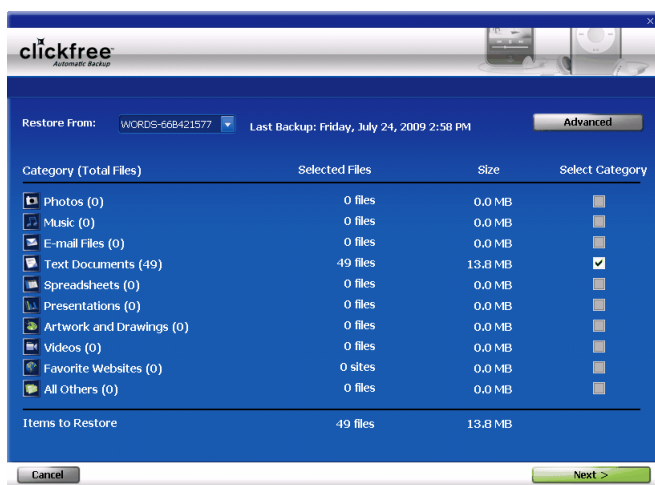 clickfree
Automatic Backup
Restore From: WORDS-66B421577 Last Backup: Friday, July 24, 2009 2:58 PM Advanced
Category (Total Files) Selected Files Size Select Category
Photos (0) 0 files 0.0 MB
Music (0) 0 files 0.0 MB
E-mail Files (0) 0 files 0.0 MB
Text Documents (49) 49 files 13.8 MB
Spreadsheets (0) 0 files 0.0 MB
Presentations (0) 0 files 0.0 MB
Artwork and Drawings (0) 0 files 0.0 MB
Videos (0) 0 files 0.0 MB
Favorite Websites (0) 0 sites 0.0 MB
All Others (0) 0 files 0.0 MB
Items to Restore 49 files 13.8 MB
Cancel Next >